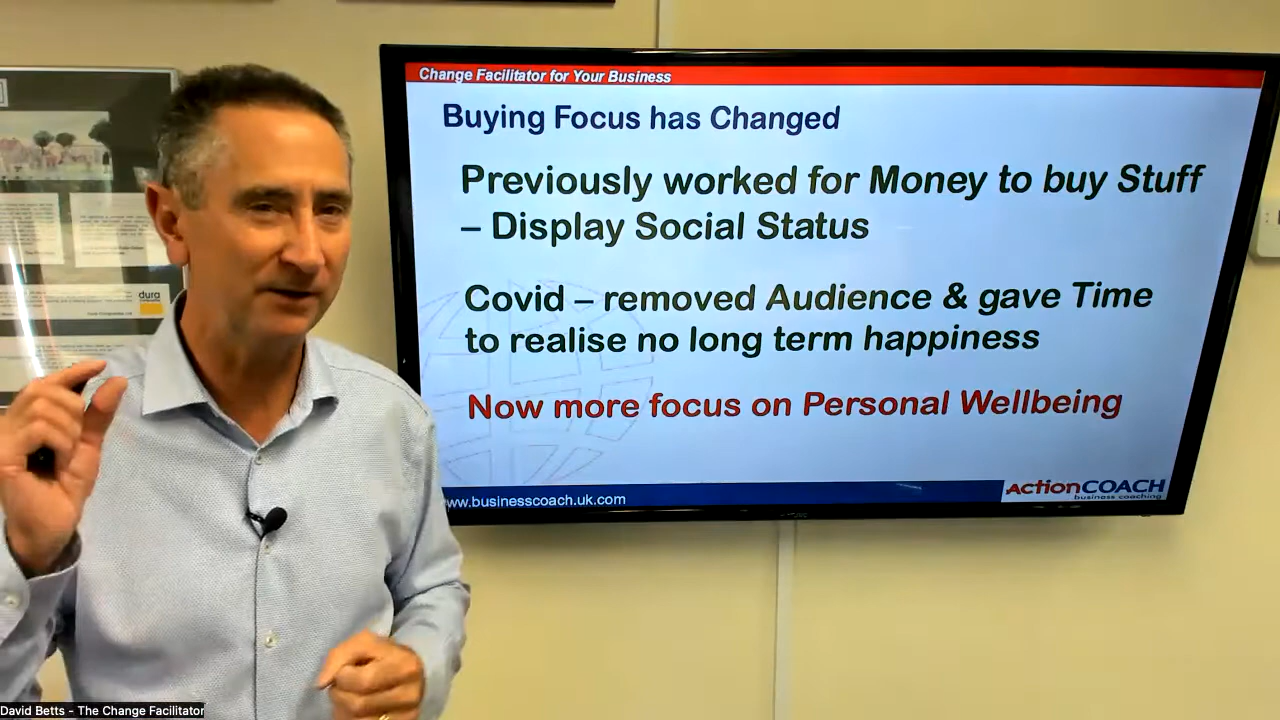 Change Facilitator for Your Business
Buying Focus has Changed
Previously worked for Money to buy Stuff
– Display Social Status
Covid – removed Audience & gave Time
to realise no long term happiness
Now more focus on Personal Wellbeing
www.businesscoach.uk.com
ActionCOACH
business coaching
dura
David Betts - The Change Facilitator